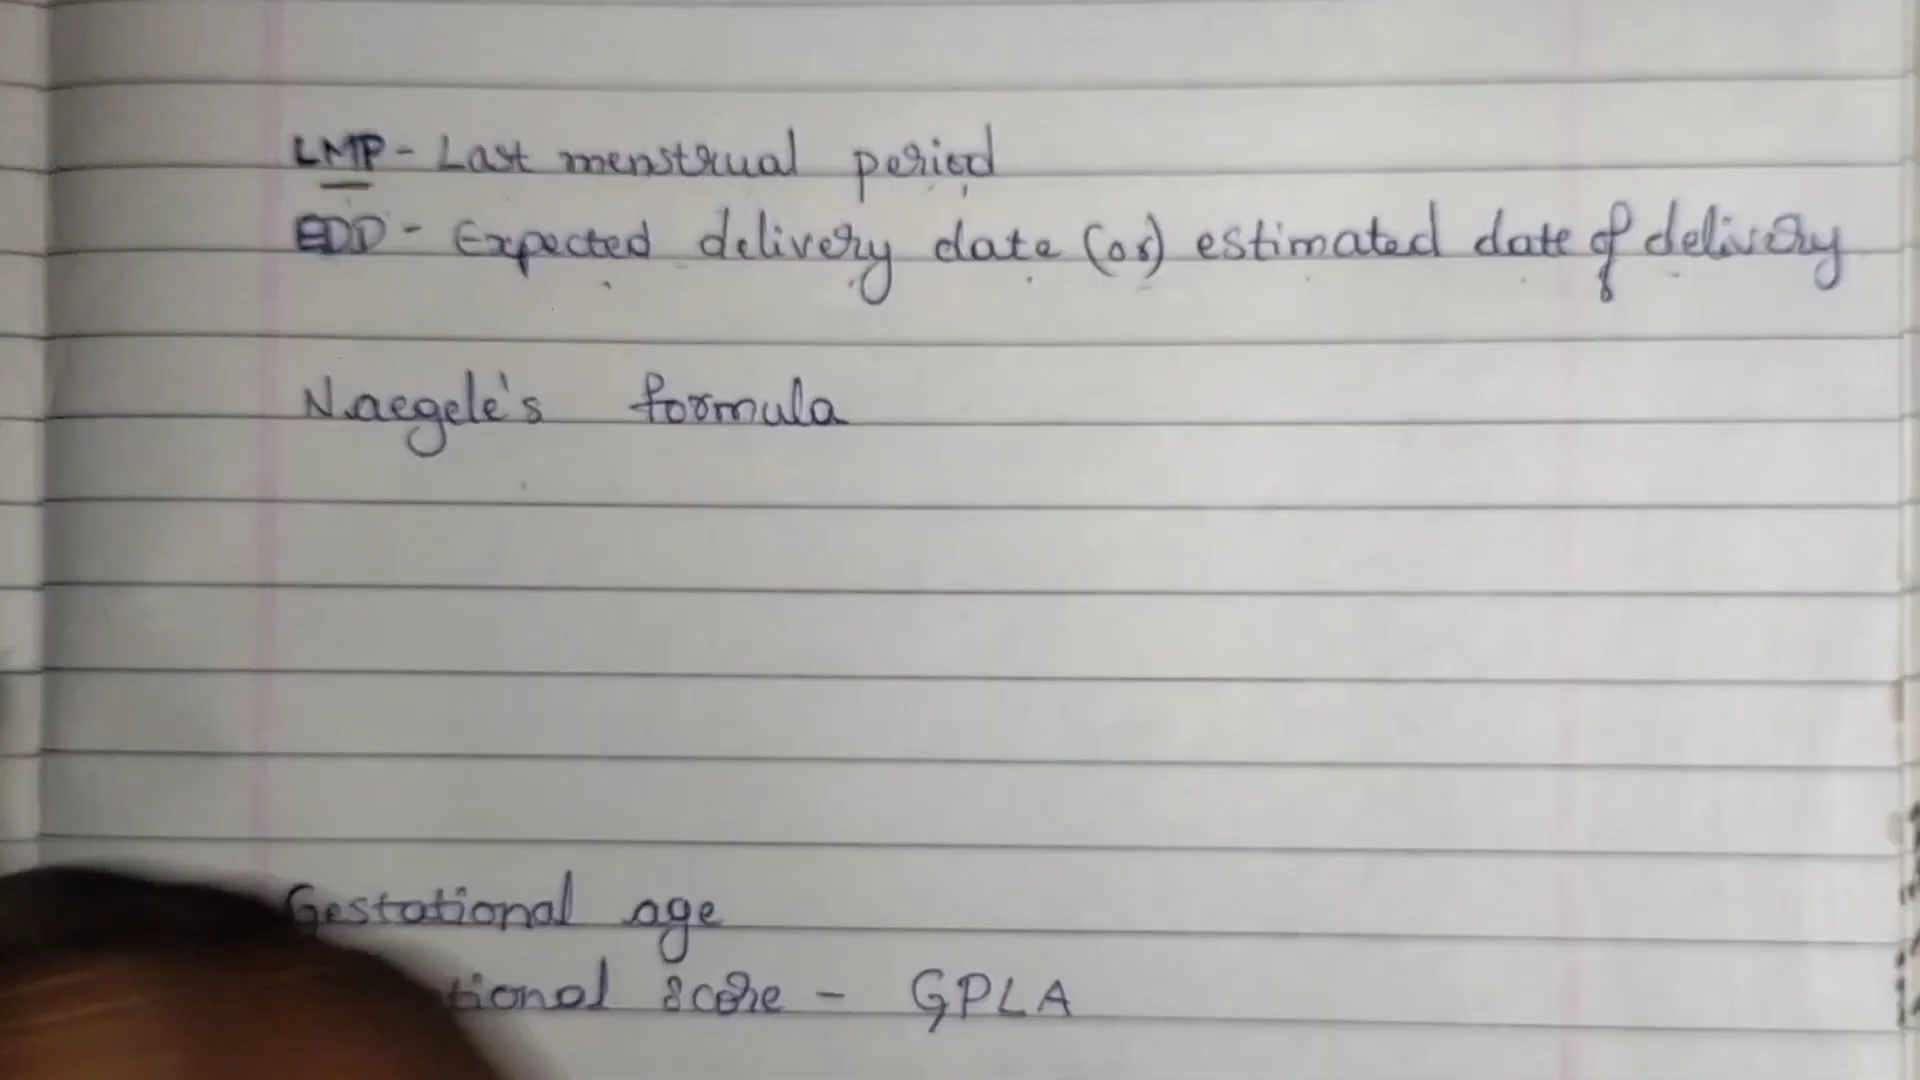 LMP - Last menstrual period
EDD - Expected delivery date (or) estimated date of delivery
Naegele's formula
Gestational age
tional score - GPLA